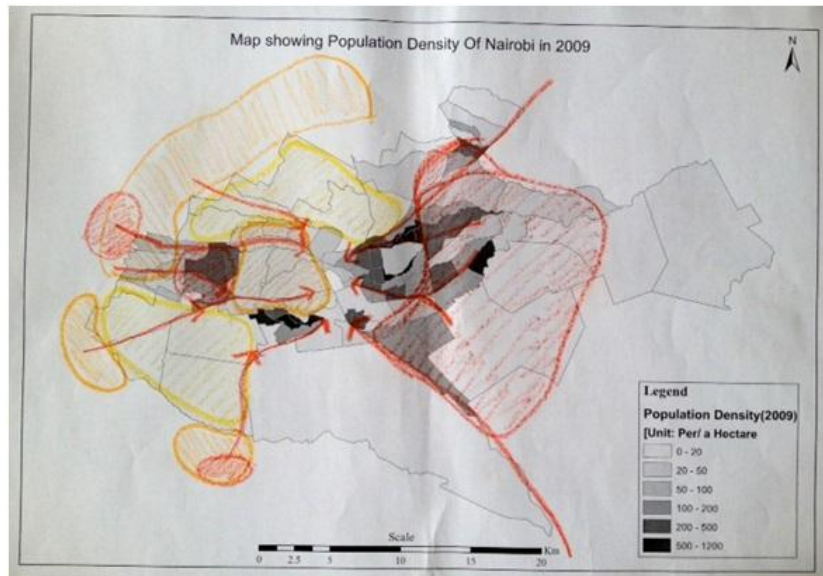 Map showing Population Density Of Nairobi in 2009
N
Legend
Population Density(2009)
[Unit: Per/ a Hectare
0 - 20
20 - 50
50 - 100
100 - 200
200 - 500
500 - 1200
Scale
Km
0 2.5 5 10 15 20